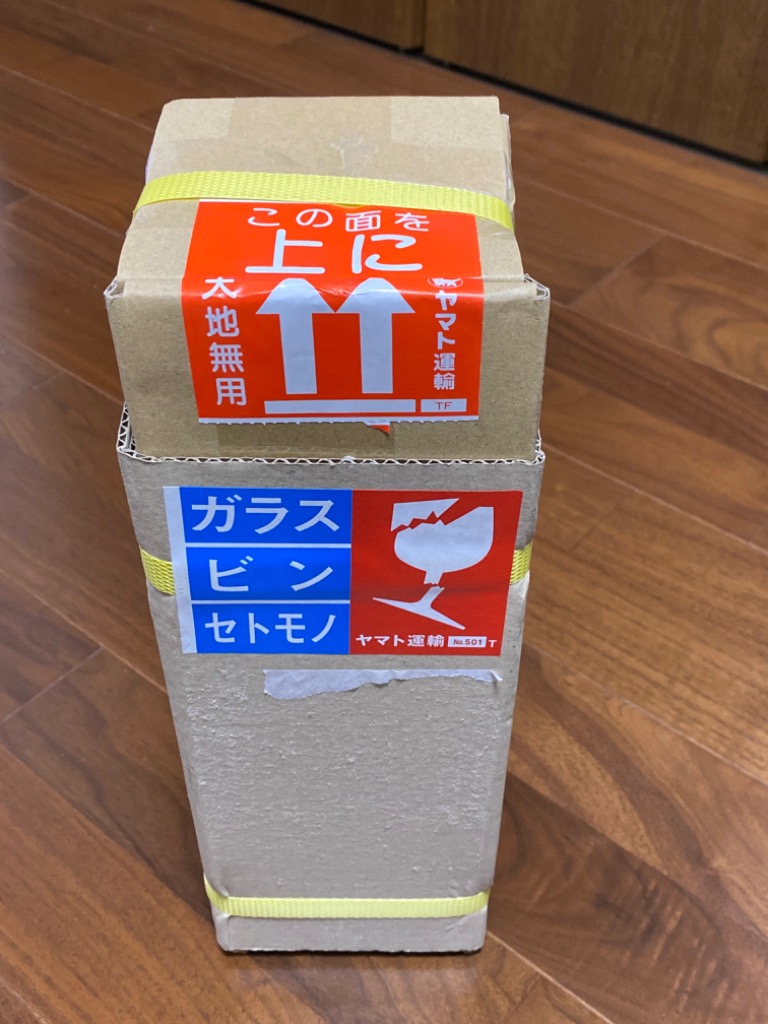 この面を
上に
天地無用
ヤマト運輸
TF
ガラス
ビン
セトモノ
ヤマト運輸 No.501 T